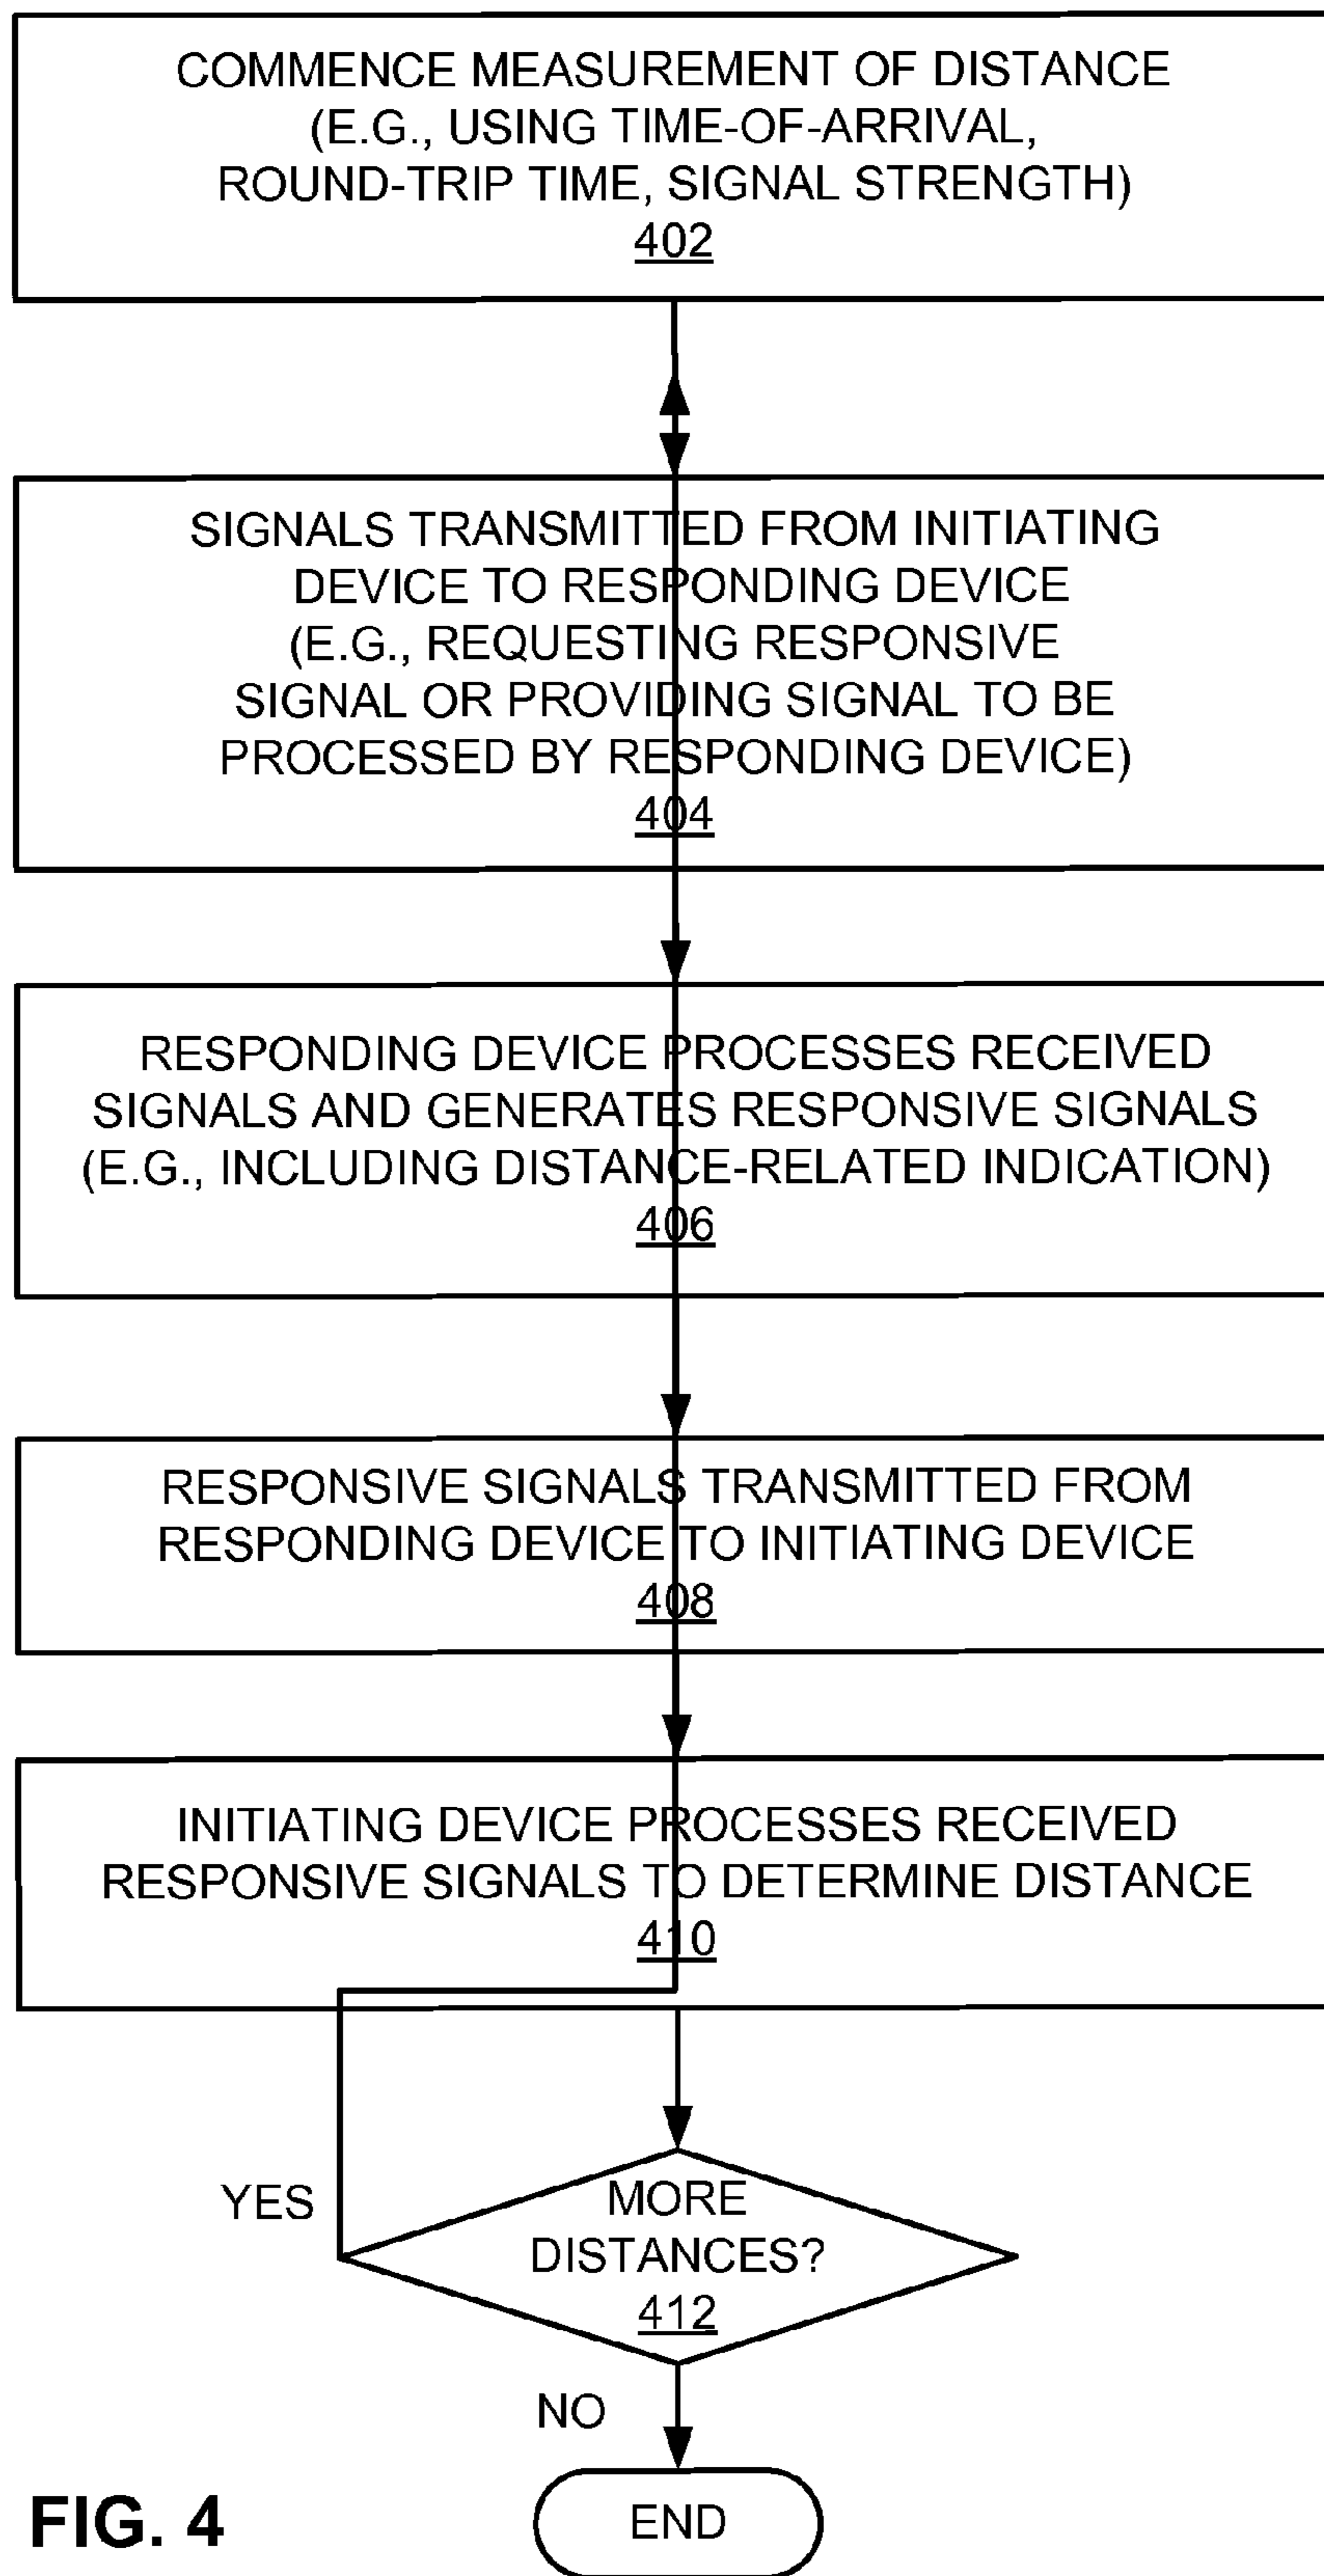 COMMENCE MEASUREMENT OF DISTANCE
(E.G., USING TIME-OF-ARRIVAL,
ROUND-TRIP TIME, SIGNAL STRENGTH)
402
SIGNALS TRANSMITTED FROM INITIATING
DEVICE TO RESPONDING DEVICE
(E.G., REQUESTING RESPONSIVE
SIGNAL OR PROVIDING SIGNAL TO BE
PROCESSED BY RESPONDING DEVICE)
404
RESPONDING DEVICE PROCESSES RECEIVED
SIGNALS AND GENERATES RESPONSIVE SIGNALS
(E.G., INCLUDING DISTANCE-RELATED INDICATION)
406
RESPONSIVE SIGNALS TRANSMITTED FROM
RESPONDING DEVICE TO INITIATING DEVICE
408
INITIATING DEVICE PROCESSES RECEIVED
RESPONSIVE SIGNALS TO DETERMINE DISTANCE
410
YES
MORE
DISTANCES?
412
NO
END
FIG. 4